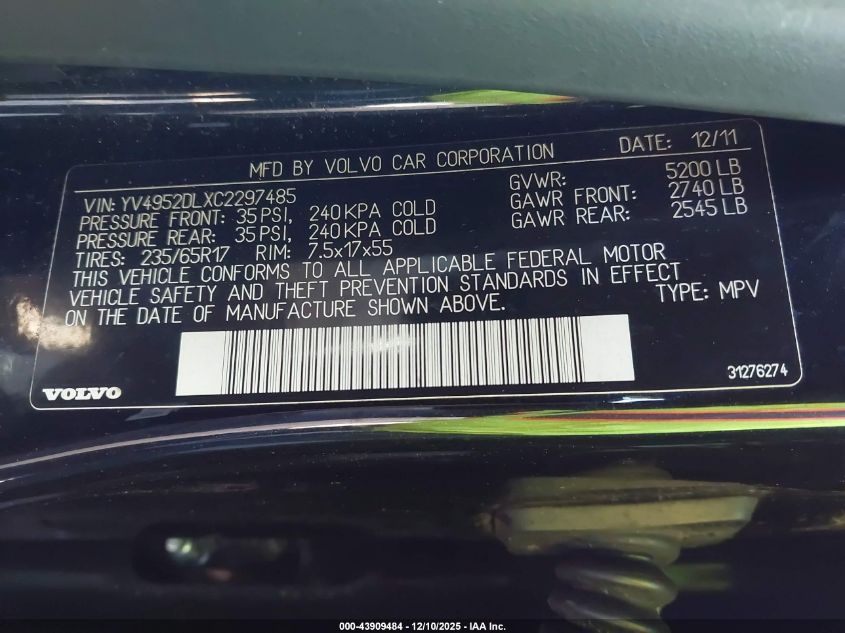 MFD BY VOLVO CAR CORPORATION DATE: 12/11
VIN: YV4952DLXC2297485 GVWR: 5200 LB
PRESSURE FRONT: 35 PSI, 240 KPA COLD GAWR FRONT: 2740 LB
PRESSURE REAR: 35 PSI, 240 KPA COLD GAWR REAR: 2545 LB
TIRES: 235/65R17 RIM: 7.5x17x55
THIS VEHICLE CONFORMS TO ALL APPLICABLE FEDERAL MOTOR
VEHICLE SAFETY AND THEFT PREVENTION STANDARDS IN EFFECT
ON THE DATE OF MANUFACTURE SHOWN ABOVE. TYPE: MPV
VOLVO 31276274
000-43909484 - 12/10/2025 - IAA Inc.